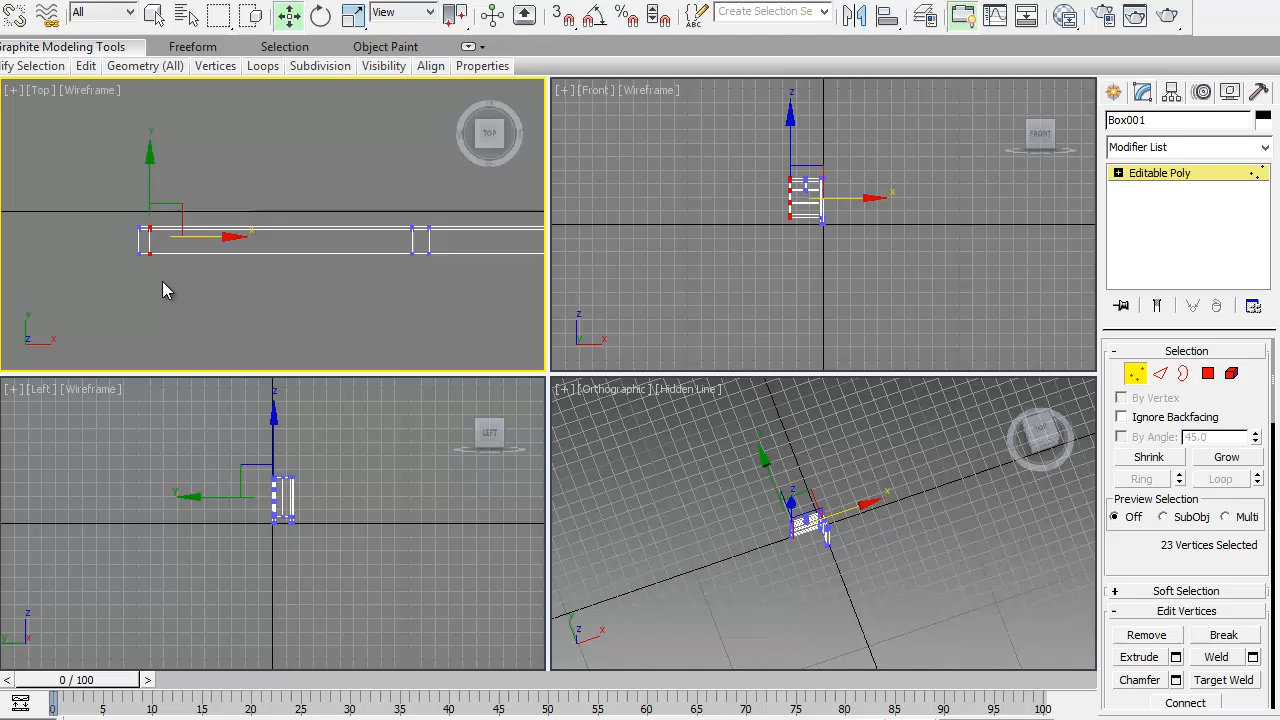 All
View
3
%
ABC
Create Selection Se
Graphite Modeling Tools
Freeform
Selection
Object Paint
ify Selection
Edit
Geometry (All)
Vertices
Loops
Subdivision
Visibility
Align
Properties
[+] [Top] [Wireframe]
TOP
y
x
y
z
x
[+] [Front] [Wireframe]
FRONT
z
x
z
y
x
[+] [Left] [Wireframe]
LEFT
z
y
z
y
x
[+] [Orthographic] [Hidden Line]
TOP
z
x
z
x
Box001
Modifier List
Editable Poly
- Selection
By Vertex
Ignore Backfacing
By Angle: 45.0
Shrink Grow
Ring Loop
Preview Selection
Off SubObj Multi
23 Vertices Selected
+ Soft Selection
- Edit Vertices
Remove Break
Extrude Weld
Chamfer Target Weld
Connect
< 0 / 100 >
0 5 10 15 20 25 30 35 40 45 50 55 60 65 70 75 80 85 90 95 100